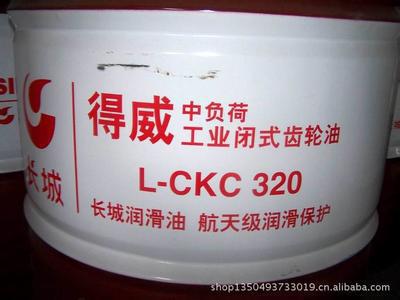 SI
长城
得威 中负荷
工业闭式齿轮油
L-CKC 320
长城润滑油 航天级润滑保护
shop1350493733019.cn.alibaba.com